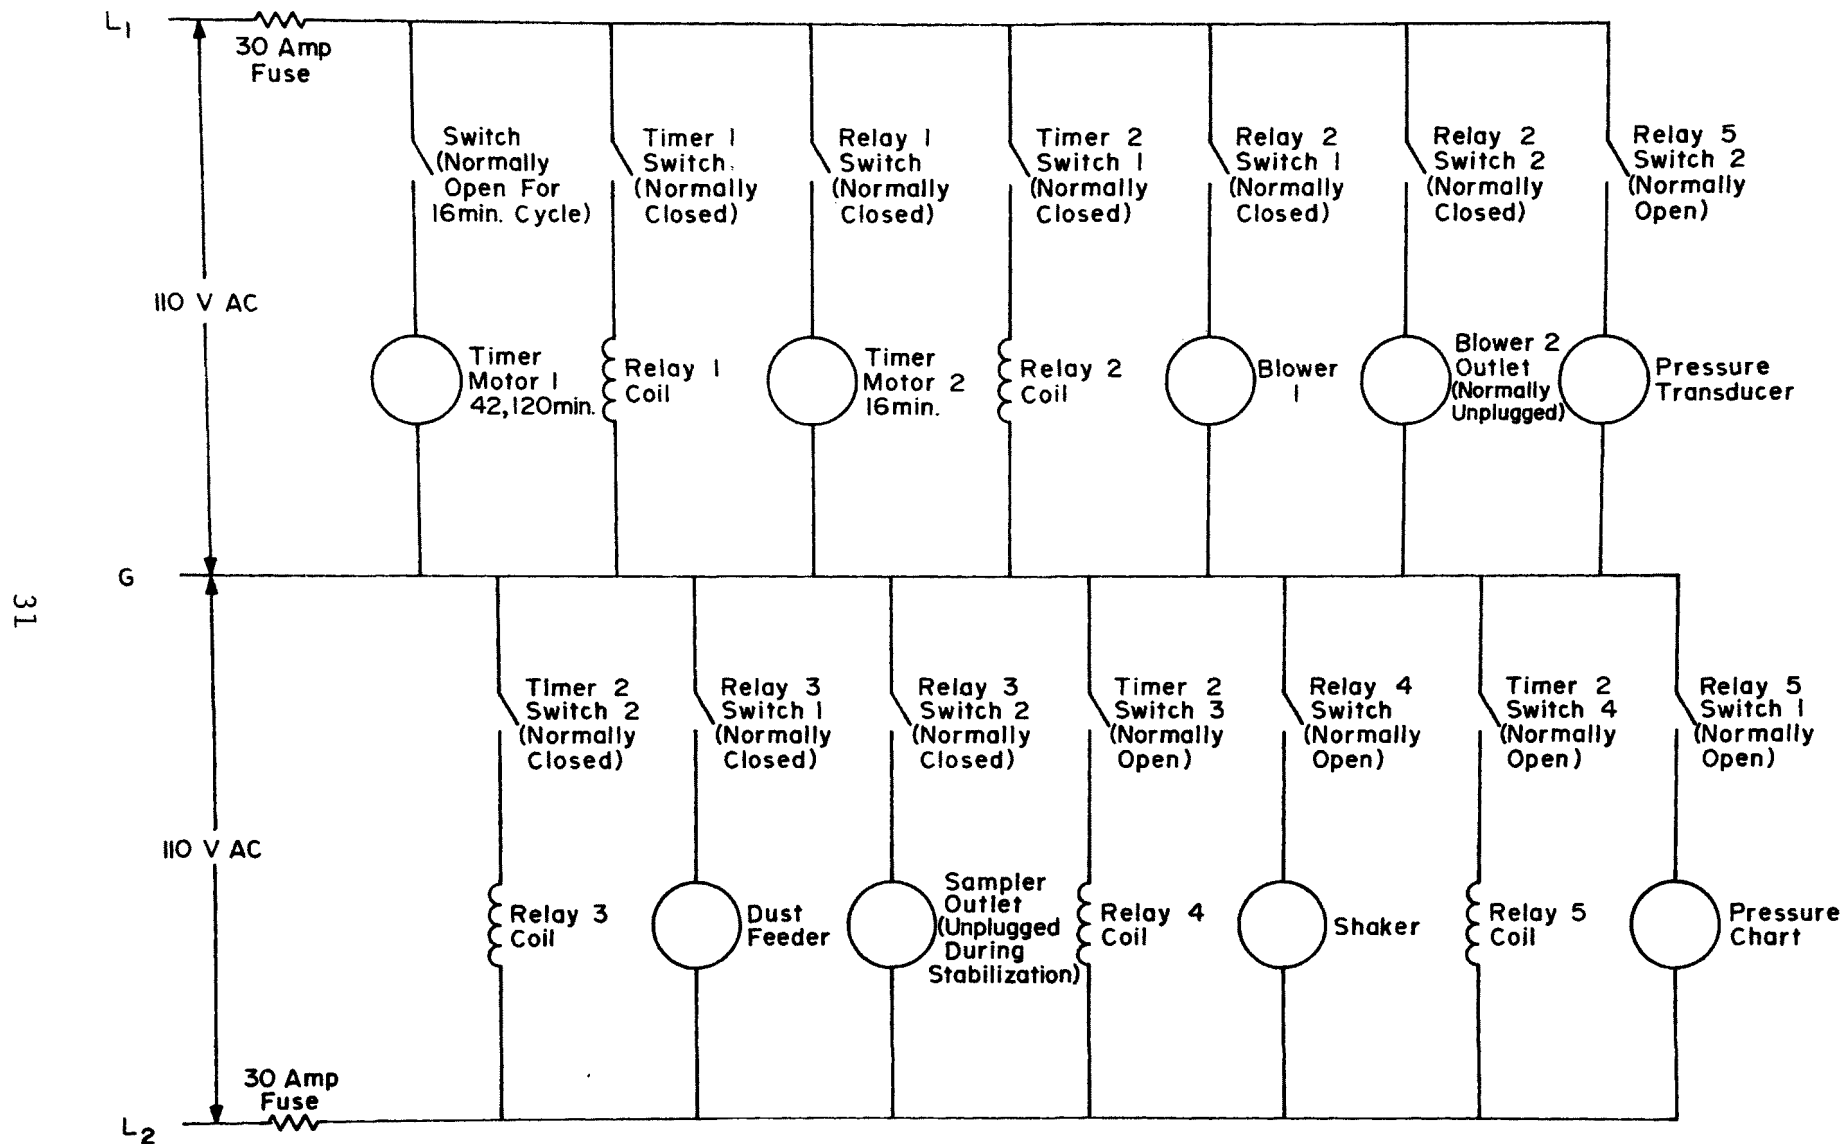 L1
30 Amp
Fuse
Switch
(Normally
Open For
16min. Cycle)
Timer 1
Switch
(Normally
Closed)
Relay 1
Switch
(Normally
Closed)
Timer 2
Switch 1
(Normally
Closed)
Relay 2
Switch 1
(Normally
Closed)
Relay 2
Switch 2
(Normally
Closed)
Relay 5
Switch 2
(Normally
Open)
110 V AC
Timer
Motor 1
42,120min.
Relay 1
Coil
Timer
Motor 2
16min.
Relay 2
Coil
Blower
1
Blower 2
Outlet
(Normally
Unplugged)
Pressure
Transducer
G
31
Timer 2
Switch 2
(Normally
Closed)
Relay 3
Switch 1
(Normally
Closed)
Relay 3
Switch 2
(Normally
Closed)
Timer 2
Switch 3
(Normally
Open)
Relay 4
Switch
(Normally
Open)
Timer 2
Switch 4
(Normally
Open)
Relay 5
Switch 1
(Normally
Open)
110 V AC
Relay 3
Coil
Dust
Feeder
Sampler
Outlet
(Unplugged
During
Stabilization)
Relay 4
Coil
Shaker
Relay 5
Coil
Pressure
Chart
30 Amp
Fuse
L2